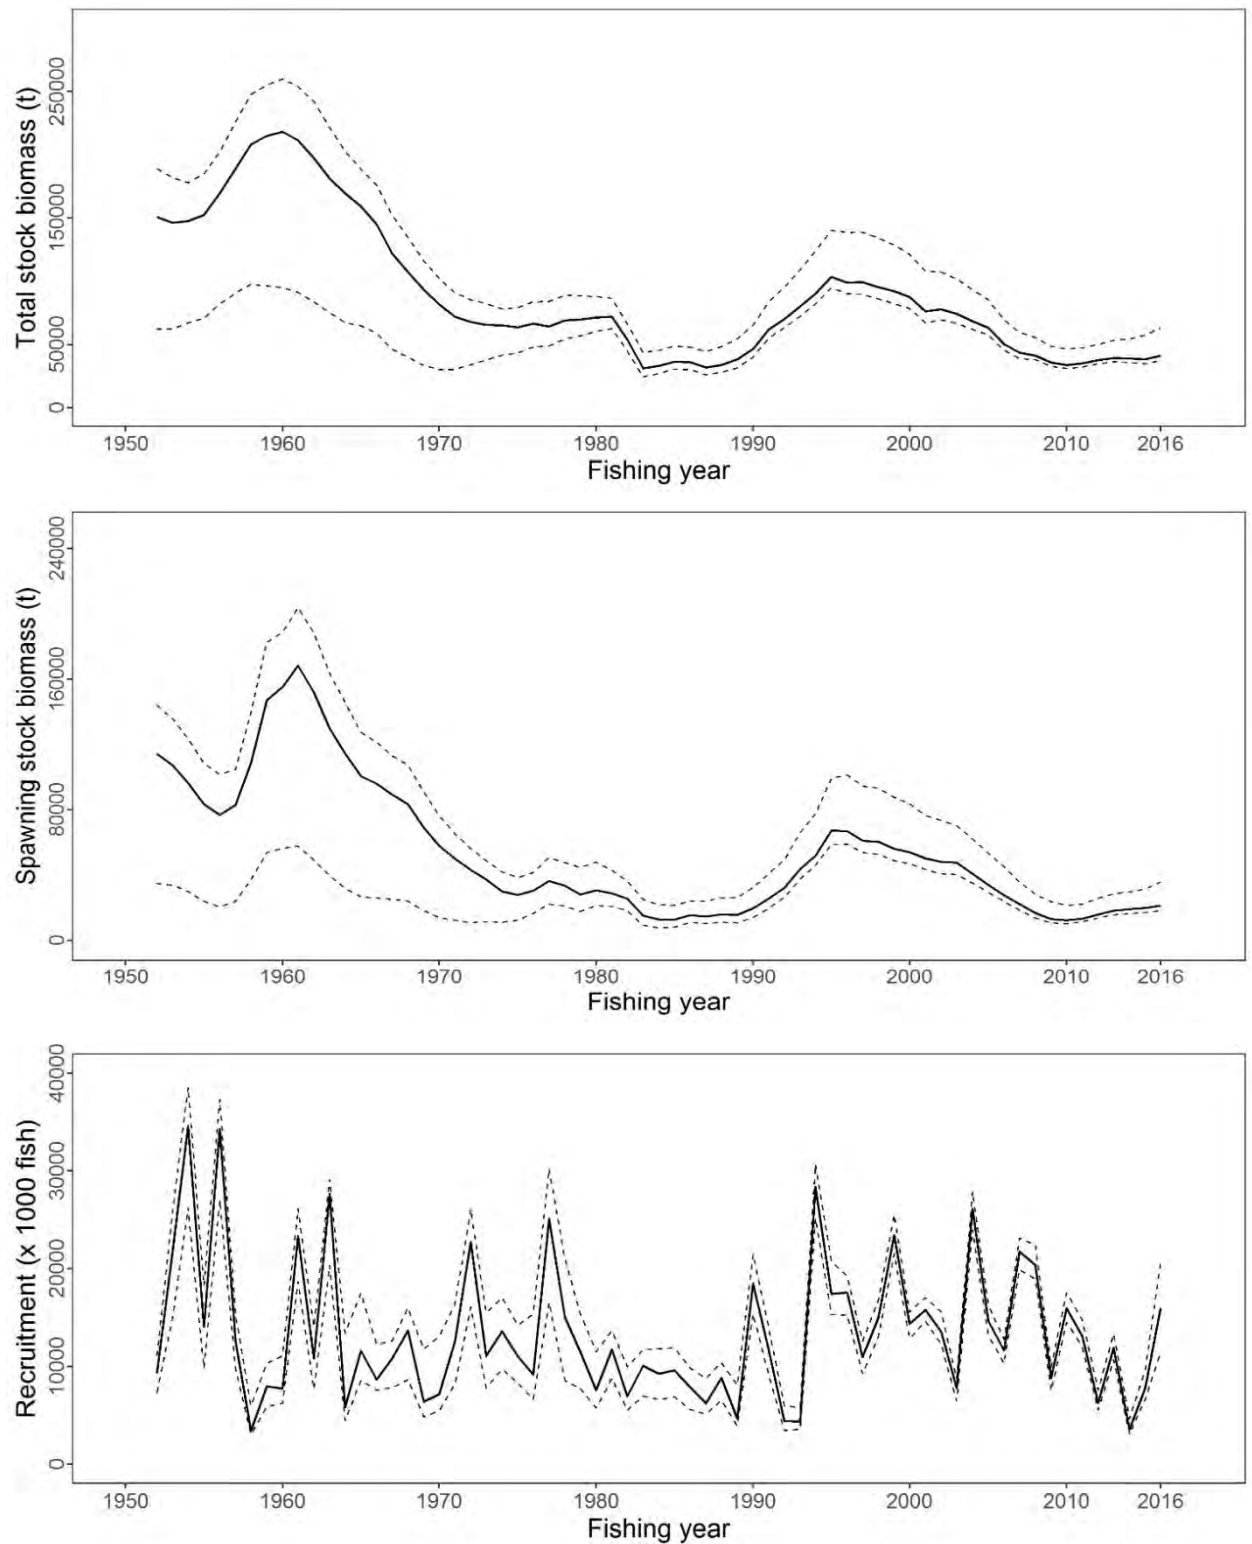 Total stock biomass (t)
250000
150000
50000
0
1950 1960 1970 1980 1990 2000 2010 2016
Fishing year
Spawning stock biomass (t)
240000
160000
80000
0
1950 1960 1970 1980 1990 2000 2010 2016
Fishing year
Recruitment (x 1000 fish)
40000
30000
20000
10000
0
1950 1960 1970 1980 1990 2000 2010 2016
Fishing year